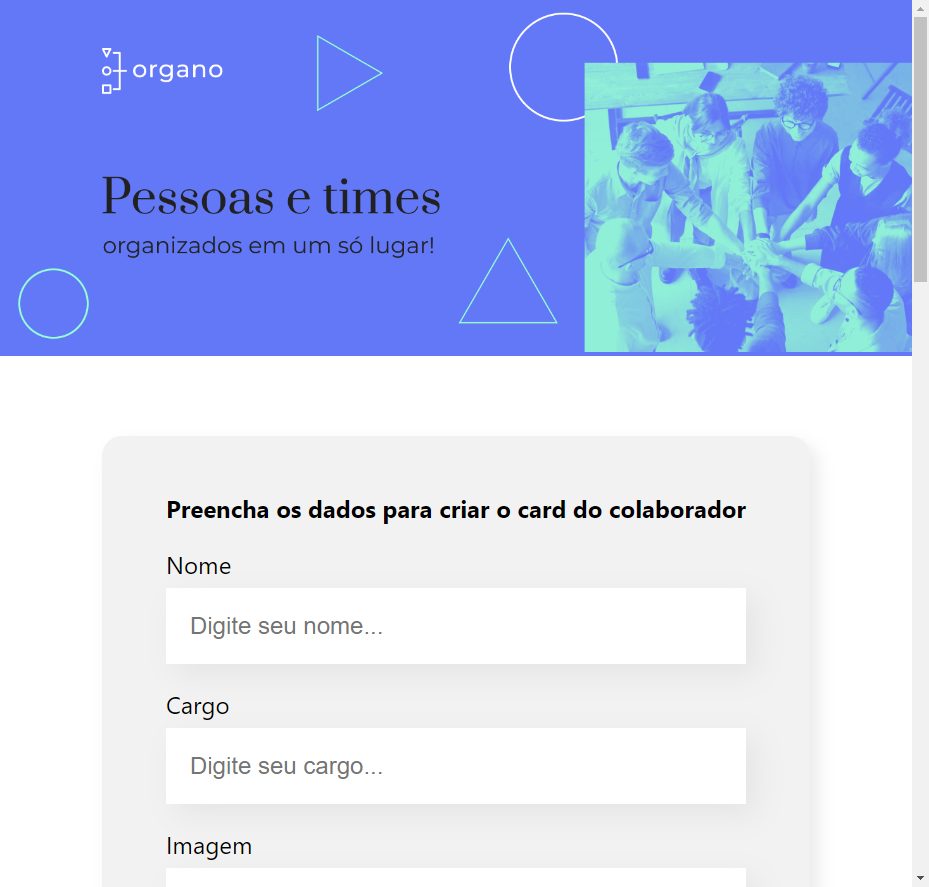 organo
Pessoas e times
organizados em um só lugar!
Preencha os dados para criar o card do colaborador
Nome
Digite seu nome...
Cargo
Digite seu cargo...
Imagem